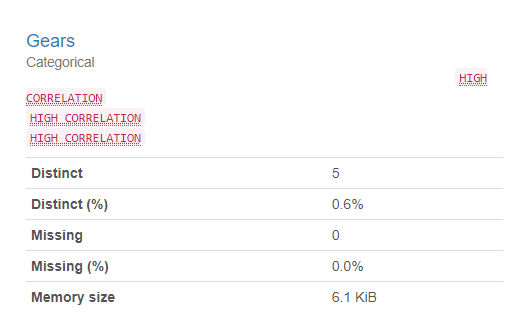 Gears
Categorical
HIGH
CORRELATION
HIGH CORRELATION
HIGH CORRELATION
Distinct 5
Distinct (%) 0.6%
Missing 0
Missing (%) 0.0%
Memory size 6.1 KiB